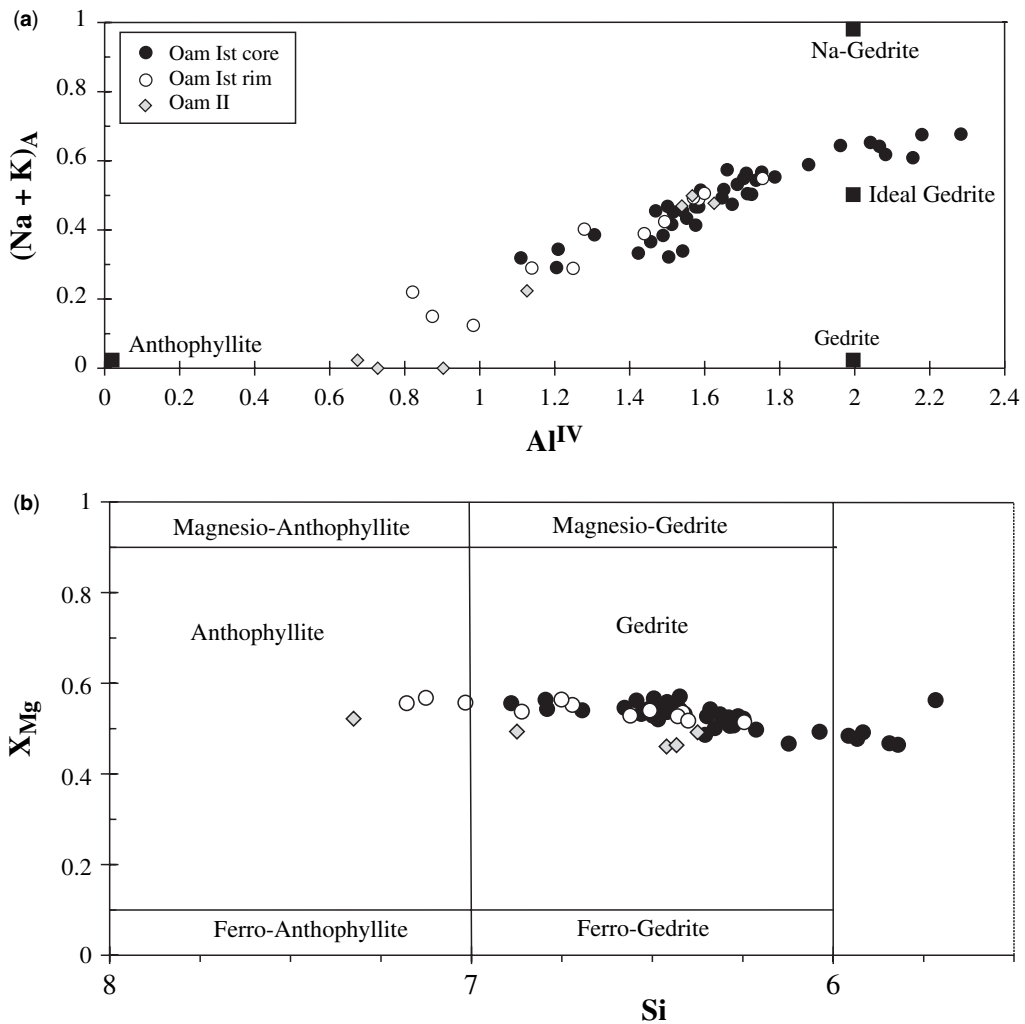 (a)
1
0.8
0.6
0.4
0.2
0
(Na + K)A
Oam Ist core
Oam Ist rim
Oam II
Na-Gedrite
Ideal Gedrite
Gedrite
Anthophyllite
0 0.2 0.4 0.6 0.8 1 1.2 1.4 1.6 1.8 2 2.2 2.4
AlIV
(b)
1
0.8
0.6
0.4
0.2
0
XMg
Magnesio-Anthophyllite Magnesio-Gedrite
Anthophyllite Gedrite
Ferro-Anthophyllite Ferro-Gedrite
8 7 6
Si